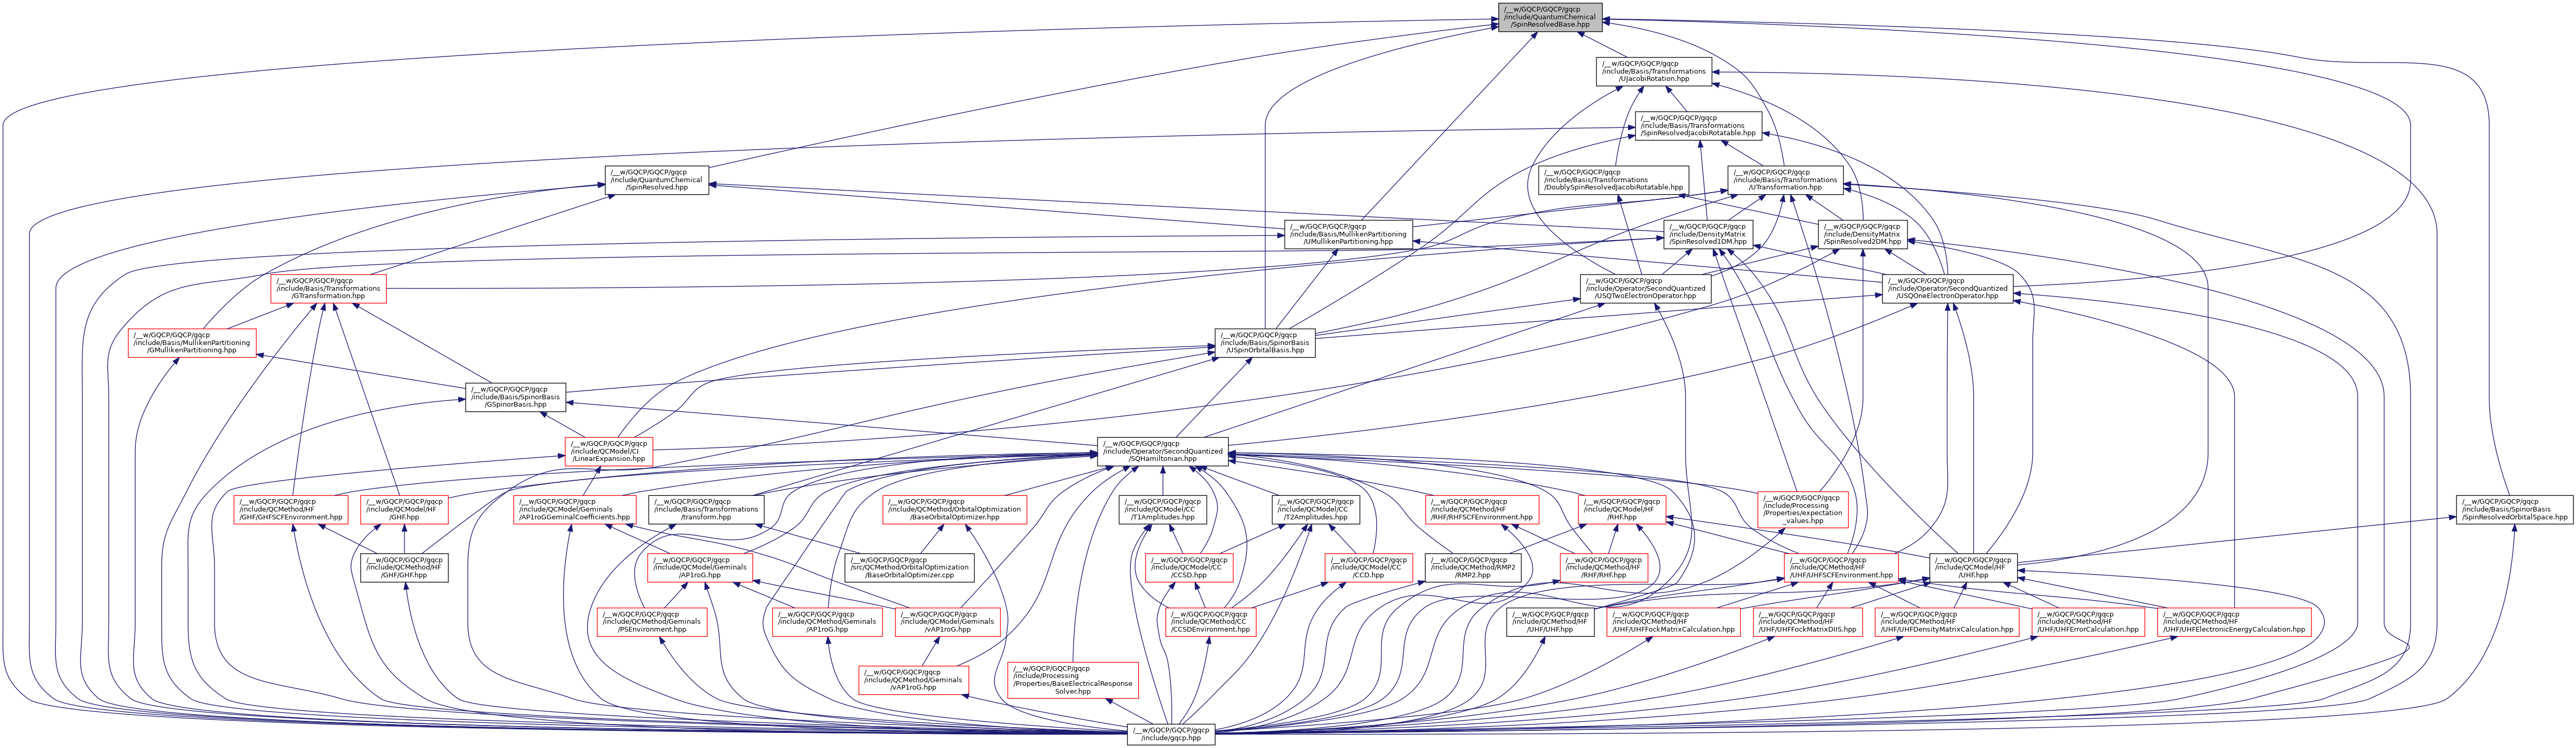 /__w/GQCP/GQCP/gqcp
/include/QuantumChemical
/SpinResolvedBase.hpp
/__w/GQCP/GQCP/gqcp
/include/Basis/Transformations
/UJacobiRotation.hpp
/__w/GQCP/GQCP/gqcp
/include/Basis/Transformations
/SpinResolvedJacobiRotatable.hpp
/__w/GQCP/GQCP/gqcp
/include/QuantumChemical
/SpinResolved.hpp
/__w/GQCP/GQCP/gqcp
/include/Basis/Transformations
/DoublySpinResolvedJacobiRotatable.hpp
/__w/GQCP/GQCP/gqcp
/include/Basis/Transformations
/UTransformation.hpp
/__w/GQCP/GQCP/gqcp
/include/Basis/MullikenPartitioning
/UMullikenPartitioning.hpp
/__w/GQCP/GQCP/gqcp
/include/DensityMatrix
/SpinResolved1DM.hpp
/__w/GQCP/GQCP/gqcp
/include/DensityMatrix
/SpinResolved2DM.hpp
/__w/GQCP/GQCP/gqcp
/include/Basis/Transformations
/GTransformation.hpp
/__w/GQCP/GQCP/gqcp
/include/Operator/SecondQuantized
/USQTwoElectronOperator.hpp
/__w/GQCP/GQCP/gqcp
/include/Operator/SecondQuantized
/USQOneElectronOperator.hpp
/__w/GQCP/GQCP/gqcp
/include/Basis/MullikenPartitioning
/GMullikenPartitioning.hpp
/__w/GQCP/GQCP/gqcp
/include/Basis/SpinorBasis
/USpinOrbitalBasis.hpp
/__w/GQCP/GQCP/gqcp
/include/Basis/SpinorBasis
/GSpinorBasis.hpp
/__w/GQCP/GQCP/gqcp
/include/QCModel/CI
/LinearExpansion.hpp
/__w/GQCP/GQCP/gqcp
/include/Operator/SecondQuantized
/SQHamiltonian.hpp
/__w/GQCP/GQCP/gqcp
/include/QCMethod/HF
/GHF/GHFSCFEnvironment.hpp
/__w/GQCP/GQCP/gqcp
/include/QCModel/HF
/GHF.hpp
/__w/GQCP/GQCP/gqcp
/include/QCModel/Geminals
/AP1roGGeminalCoefficients.hpp
/__w/GQCP/GQCP/gqcp
/include/Basis/Transformations
/transform.hpp
/__w/GQCP/GQCP/gqcp
/include/QCMethod/OrbitalOptimization
/BaseOrbitalOptimizer.hpp
/__w/GQCP/GQCP/gqcp
/include/QCModel/CC
/T1Amplitudes.hpp
/__w/GQCP/GQCP/gqcp
/include/QCModel/CC
/T2Amplitudes.hpp
/__w/GQCP/GQCP/gqcp
/include/QCMethod/HF
/RHF/RHFSCFEnvironment.hpp
/__w/GQCP/GQCP/gqcp
/include/QCModel/HF
/RHF.hpp
/__w/GQCP/GQCP/gqcp
/include/Processing
/Properties/expectation
_values.hpp
/__w/GQCP/GQCP/gqcp
/include/Basis/SpinorBasis
/SpinResolvedOrbitalSpace.hpp
/__w/GQCP/GQCP/gqcp
/include/QCMethod/HF
/GHF/GHF.hpp
/__w/GQCP/GQCP/gqcp
/include/QCModel/Geminals
/AP1roG.hpp
/__w/GQCP/GQCP/gqcp
/src/QCMethod/OrbitalOptimization
/BaseOrbitalOptimizer.cpp
/__w/GQCP/GQCP/gqcp
/include/QCModel/CC
/CCSD.hpp
/__w/GQCP/GQCP/gqcp
/include/QCModel/CC
/CCD.hpp
/__w/GQCP/GQCP/gqcp
/include/QCMethod/RMP2
/RMP2.hpp
/__w/GQCP/GQCP/gqcp
/include/QCMethod/HF
/RHF/RHF.hpp
/__w/GQCP/GQCP/gqcp
/include/QCMethod/HF
/UHF/UHFSCFEnvironment.hpp
/__w/GQCP/GQCP/gqcp
/include/QCModel/HF
/UHF.hpp
/__w/GQCP/GQCP/gqcp
/include/QCMethod/Geminals
/PSEnvironment.hpp
/__w/GQCP/GQCP/gqcp
/include/QCMethod/Geminals
/AP1roG.hpp
/__w/GQCP/GQCP/gqcp
/include/QCModel/Geminals
/vAP1roG.hpp
/__w/GQCP/GQCP/gqcp
/include/QCMethod/CC
/CCSDEnvironment.hpp
/__w/GQCP/GQCP/gqcp
/include/QCMethod/HF
/UHF/UHF.hpp
/__w/GQCP/GQCP/gqcp
/include/QCMethod/HF
/UHF/UHFFockMatrixCalculation.hpp
/__w/GQCP/GQCP/gqcp
/include/QCMethod/HF
/UHF/UHFFockMatrixDIIS.hpp
/__w/GQCP/GQCP/gqcp
/include/QCMethod/HF
/UHF/UHFDensityMatrixCalculation.hpp
/__w/GQCP/GQCP/gqcp
/include/QCMethod/HF
/UHF/UHFErrorCalculation.hpp
/__w/GQCP/GQCP/gqcp
/include/QCMethod/HF
/UHF/UHFElectronicEnergyCalculation.hpp
/__w/GQCP/GQCP/gqcp
/include/QCMethod/Geminals
/vAP1roG.hpp
/__w/GQCP/GQCP/gqcp
/include/Processing
/Properties/BaseElectricalResponse
Solver.hpp
/__w/GQCP/GQCP/gqcp
/include/gqcp.hpp